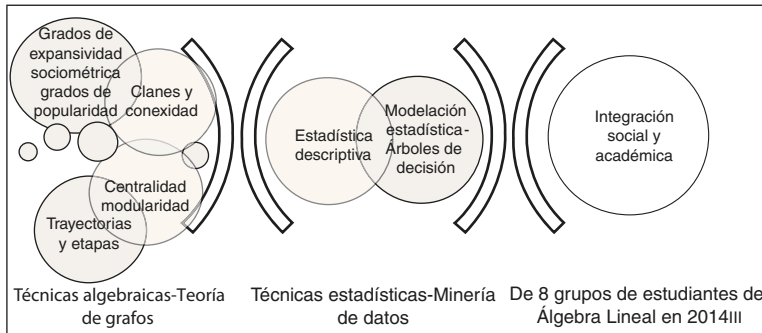 Grados de
expansividad
sociométrica
grados de
popularidad
Clanes y
conexidad
Centralidad
modularidad
Trayectorias
y etapas
Técnicas algebraicas-Teoría
de grafos
Estadística
descriptiva
Modelación
estadística-
Árboles de
decisión
Técnicas estadísticas-Minería
de datos
Integración
social y
académica
De 8 grupos de estudiantes de
Álgebra Lineal en 2014III